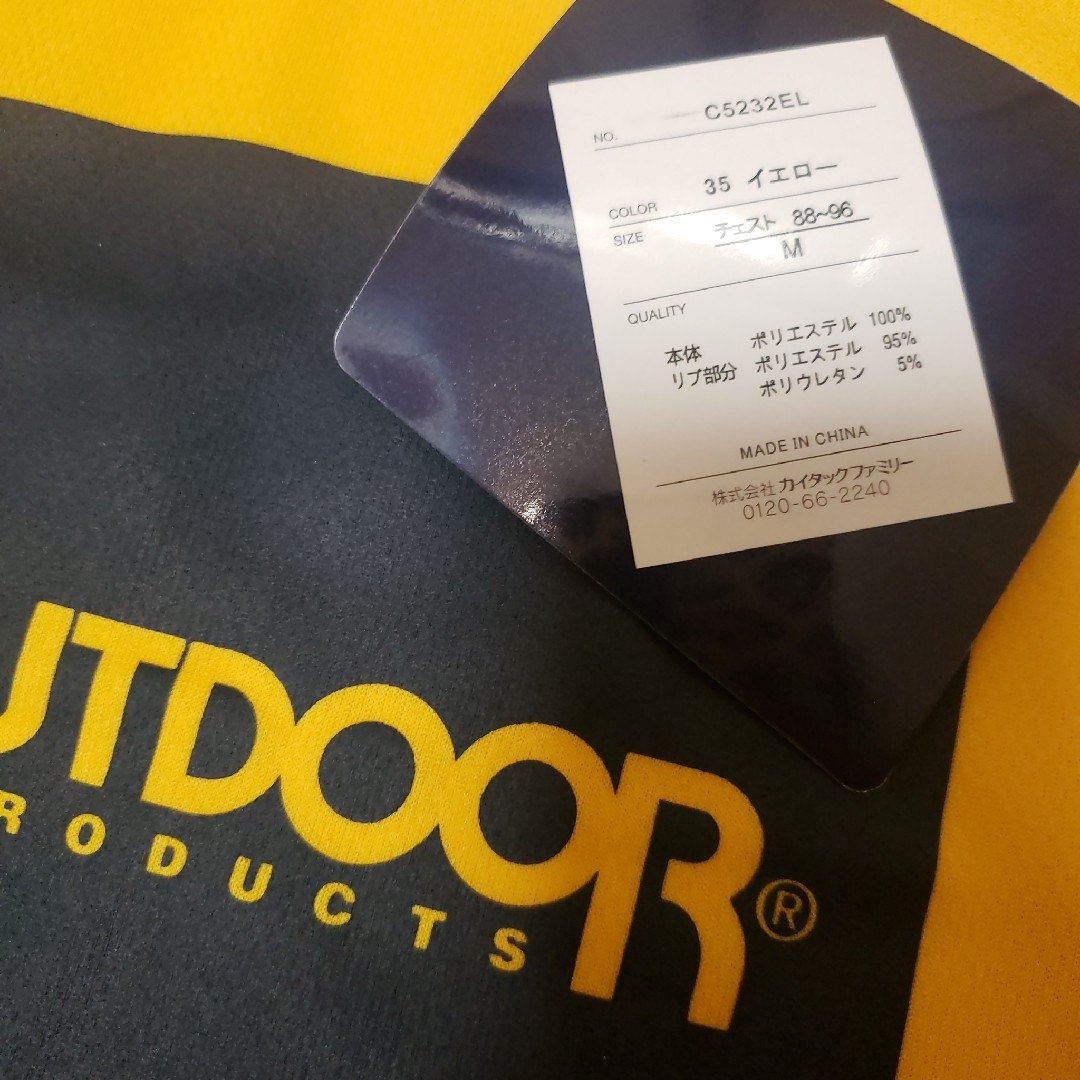 NO. C5232EL
COLOR 35 イエロー
SIZE チェスト 88~96
M
QUALITY
本体 ポリエステル 100%
リブ部分 ポリエステル 95%
ポリウレタン 5%
MADE IN CHINA
株式会社 カイタックファミリー
0120-66-2240
UTDOOR®
RODUCTS